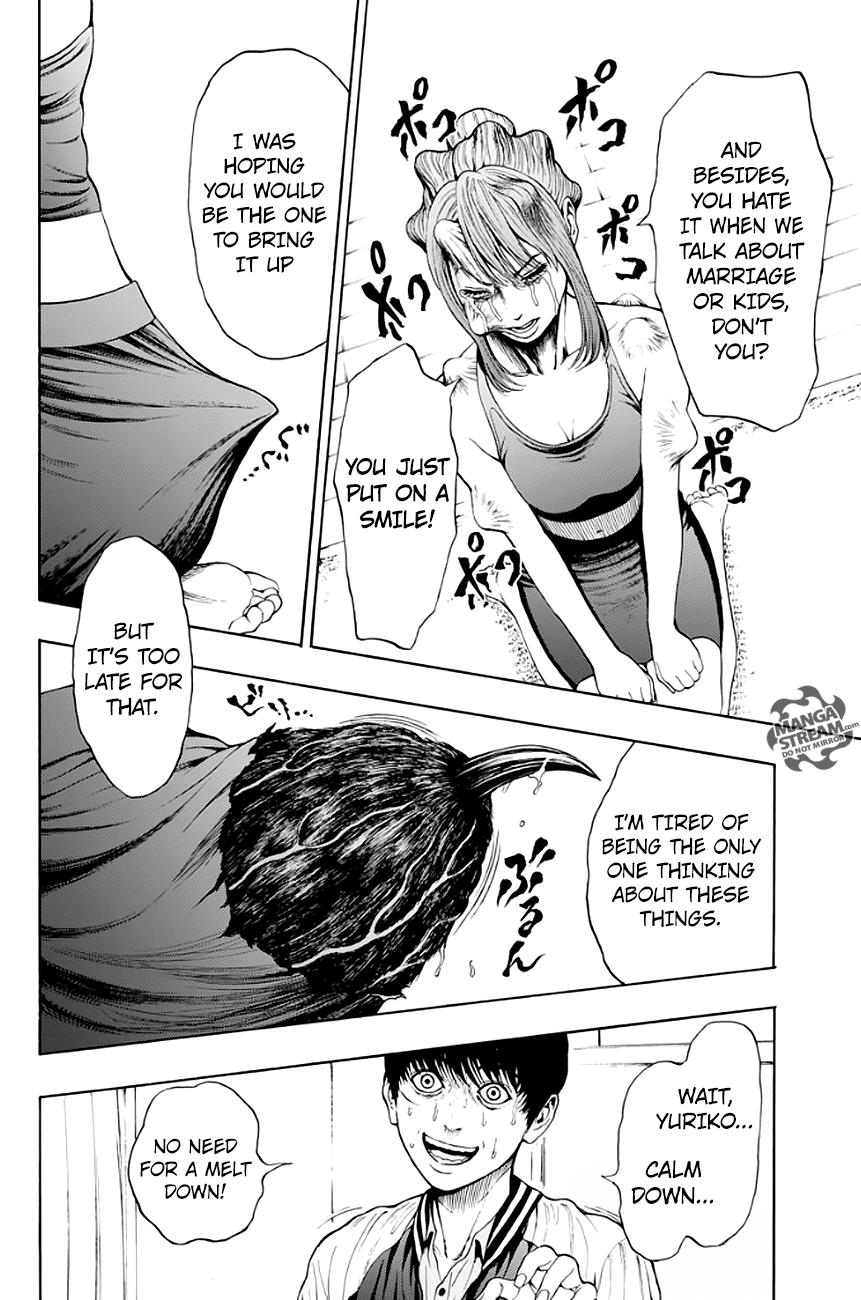 AND
BESIDES,
YOU HATE
IT WHEN WE
TALK ABOUT
MARRIAGE
OR KIDS,
DON'T
YOU?
ポコ
ポコ
ポコ
ポコ
ポコ
ポコ
YOU JUST
PUT ON A
SMILE!
I WAS
HOPING
YOU WOULD
BE THE ONE
TO BRING
IT UP
MANGA
STREAM.com
DO NOT MIRROR
I'M TIRED OF
BEING THE ONLY
ONE THINKING
ABOUT THESE
THINGS.
ぶるん
BUT
IT'S TOO
LATE FOR
THAT.
WAIT,
YURIKO...
CALM
DOWN...
NO NEED
FOR A MELT
DOWN!